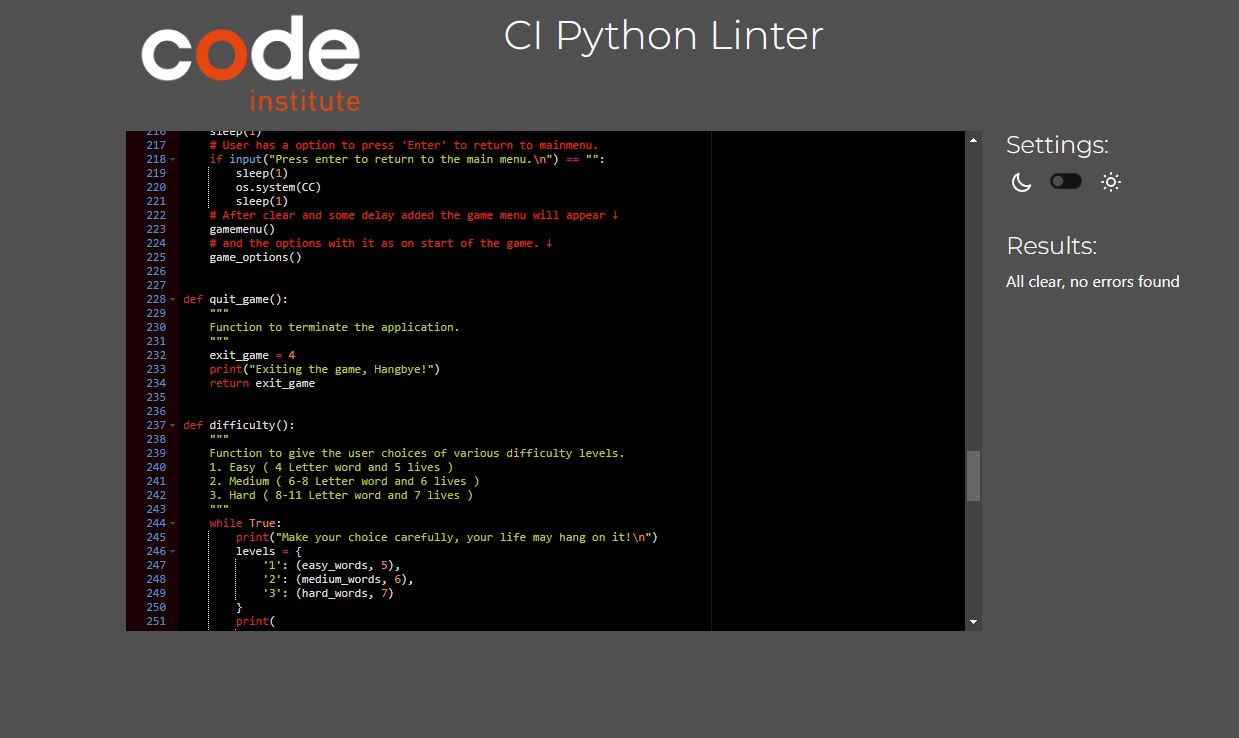 code
institute
CI Python Linter
216 sleep(1)
217 # User has a option to press 'Enter' to return to mainmenu.
218 if input("Press enter to return to the main menu.\n") == "":
219 sleep(1)
220 os.system(CC)
221 sleep(1)
222 # After clear and some delay added the game menu will appear ↓
223 gamemenu()
224 # and the options with it as on start of the game. ↓
225 game_options()
226
227
228 def quit_game():
229 """
230 Function to terminate the application.
231 """
232 exit_game = 4
233 print("Exiting the game, Hangbye!")
234 return exit_game
235
236
237 def difficulty():
238 """
239 Function to give the user choices of various difficulty levels.
240 1. Easy ( 4 Letter word and 5 lives )
241 2. Medium ( 6-8 Letter word and 6 lives )
242 3. Hard ( 8-11 Letter word and 7 lives )
243 """
244 while True:
245 print("Make your choice carefully, your life may hang on it!\n")
246 levels = {
247 '1': (easy_words, 5),
248 '2': (medium_words, 6),
249 '3': (hard_words, 7)
250 }
251 print(
Settings:
Results:
All clear, no errors found